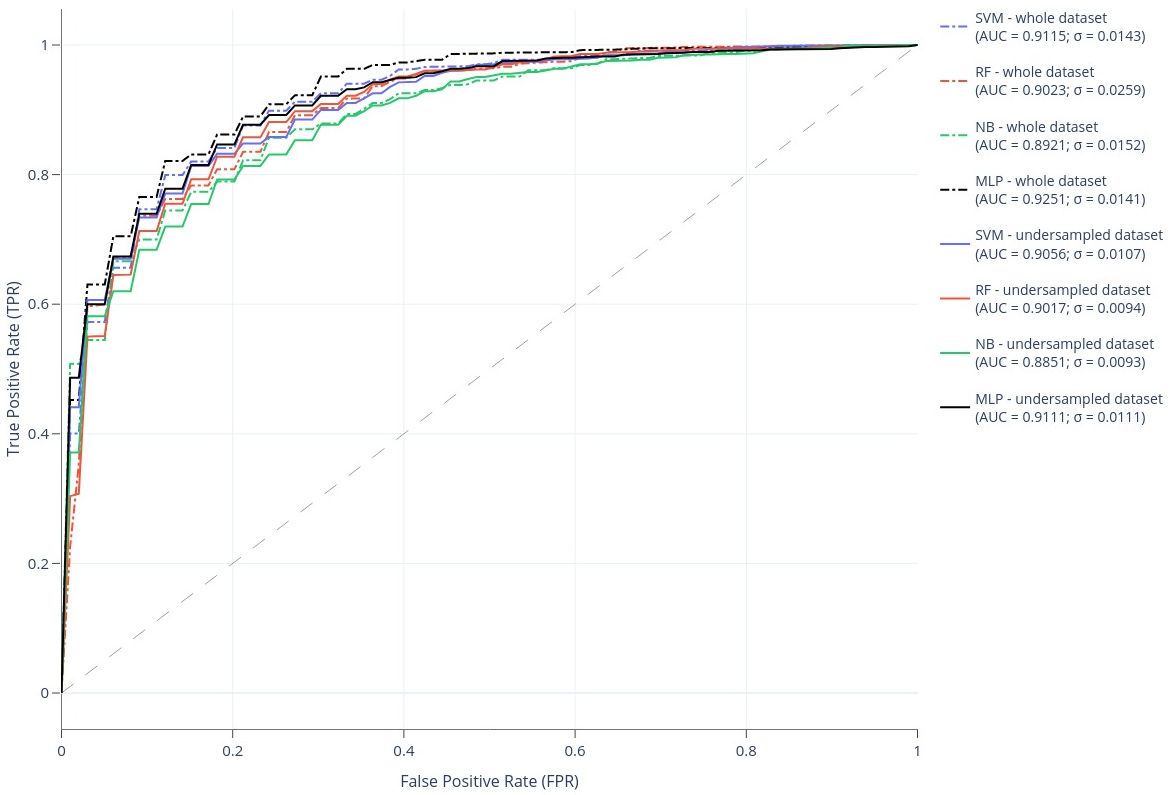 SVM - whole dataset
(AUC = 0.9115; σ = 0.0143)
RF - whole dataset
(AUC = 0.9023; σ = 0.0259)
NB - whole dataset
(AUC = 0.8921; σ = 0.0152)
MLP - whole dataset
(AUC = 0.9251; σ = 0.0141)
SVM - undersampled dataset
(AUC = 0.9056; σ = 0.0107)
RF - undersampled dataset
(AUC = 0.9017; σ = 0.0094)
NB - undersampled dataset
(AUC = 0.8851; σ = 0.0093)
MLP - undersampled dataset
(AUC = 0.9111; σ = 0.0111)
True Positive Rate (TPR)
1
0.8
0.6
0.4
0.2
0
0 0.2 0.4 0.6 0.8 1
False Positive Rate (FPR)